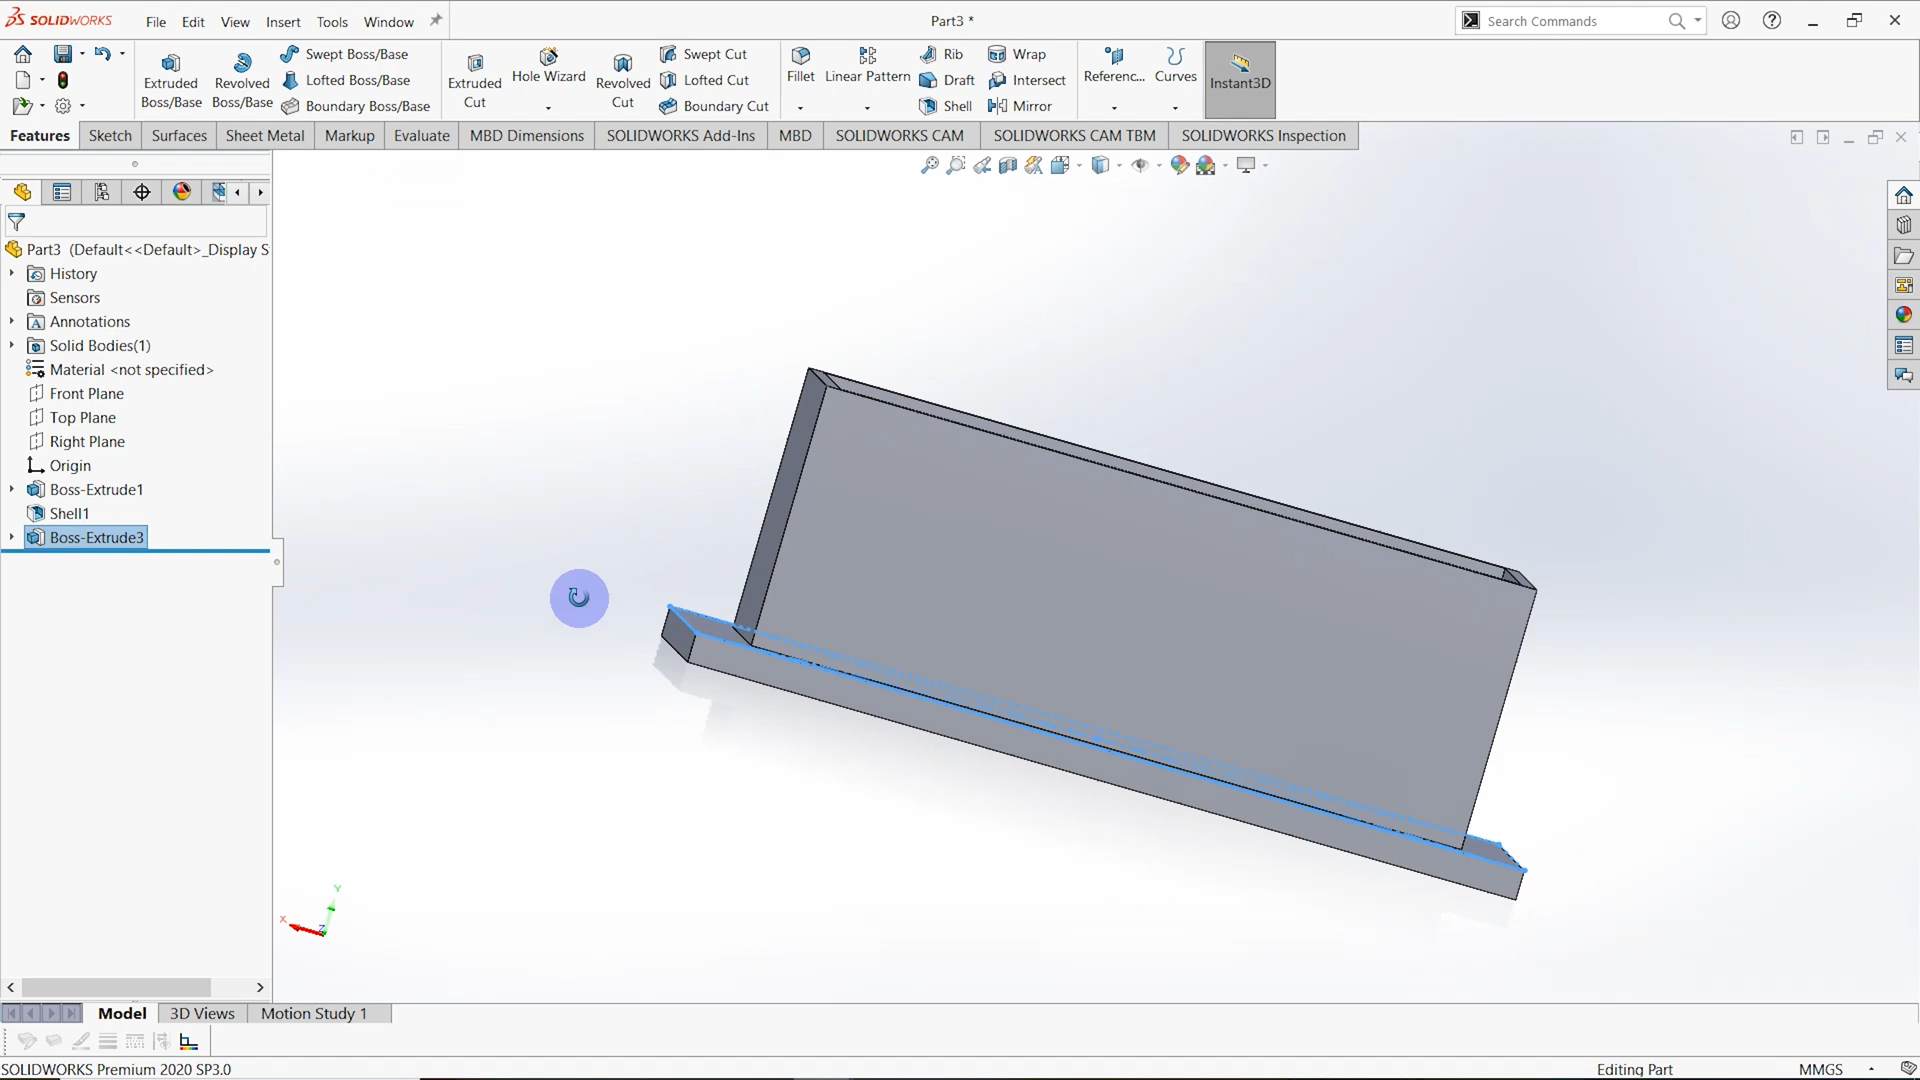 SOLIDWORKS File Edit View Insert Tools Window Part3 * Search Commands
Extruded Boss/Base Revolved Boss/Base Swept Boss/Base Lofted Boss/Base Boundary Boss/Base
Extruded Cut Hole Wizard Revolved Cut Swept Cut Lofted Cut Boundary Cut
Fillet Linear Pattern Rib Draft Shell Wrap Intersect Mirror
Referenc... Curves Instant3D
Features Sketch Surfaces Sheet Metal Markup Evaluate MBD Dimensions SOLIDWORKS Add-Ins MBD SOLIDWORKS CAM SOLIDWORKS CAM TBM SOLIDWORKS Inspection
Part3 (Default<<Default>_Display S
History
Sensors
Annotations
Solid Bodies(1)
Material <not specified>
Front Plane
Top Plane
Right Plane
Origin
Boss-Extrude1
Shell1
Boss-Extrude3
Y
X
Z
Model 3D Views Motion Study 1
SOLIDWORKS Premium 2020 SP3.0 Editing Part MMGS